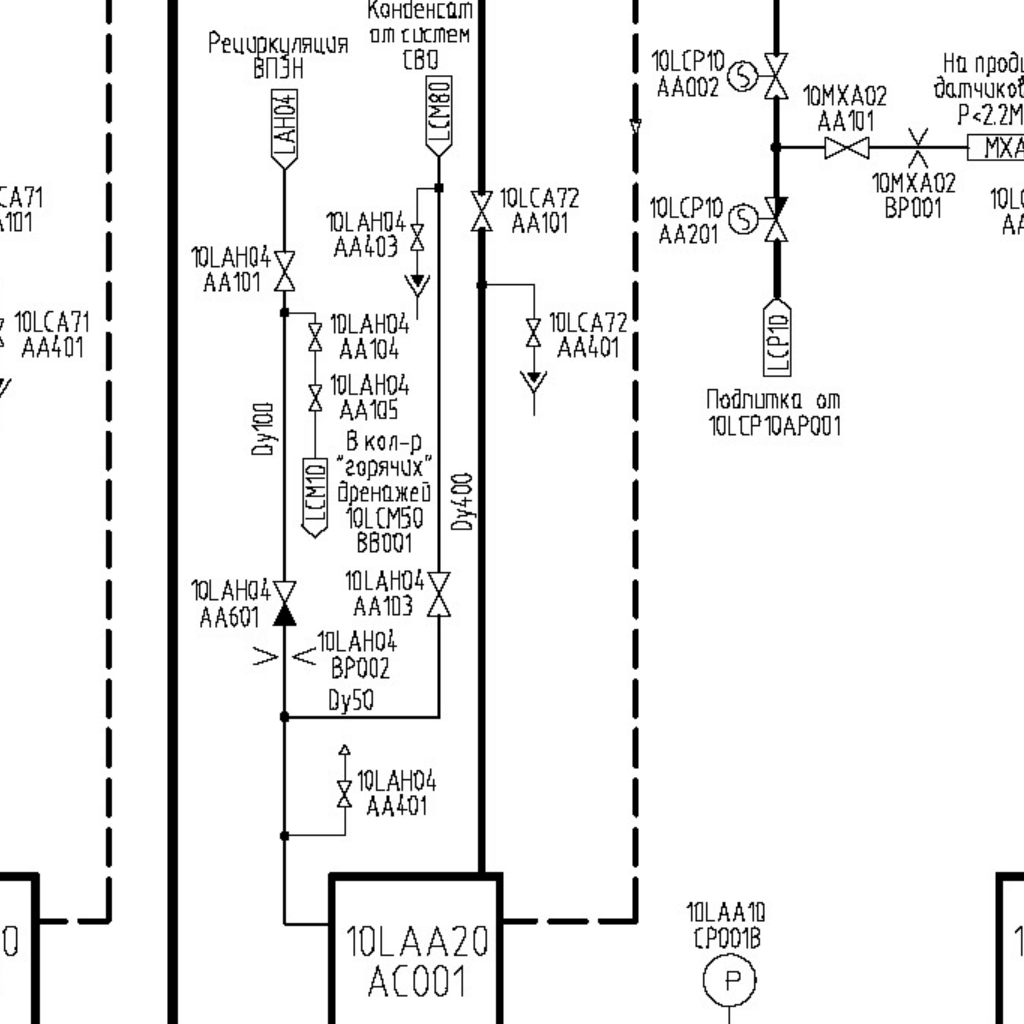 Конденсат
от систем
СВО
Рециркуляция
ВПЭН
LAH04
LCM80
10LCP10
AA002
S
10MXA02
AA101
На проду
датчиков
P<2.2М
MXA
10MXA02
BP001
CA71
A101
10LCA72
AA101
10LCP10
AA201
S
10LC
AA
10LAH04
AA403
10LAH04
AA101
10LCA71
AA401
10LAH04
AA104
10LCA72
AA401
LCP10
10LAH04
AA105
Подпитка от
10LCP10AP001
Dy100
LCM10
В кол-р
"горячих"
дренажей
10LCM50
BB001
Dy400
10LAH04
AA601
10LAH04
AA103
10LAH04
BP002
Dy50
10LAH04
AA401
10LAA10
CP001B
P
0
10LAA20
AC001
1